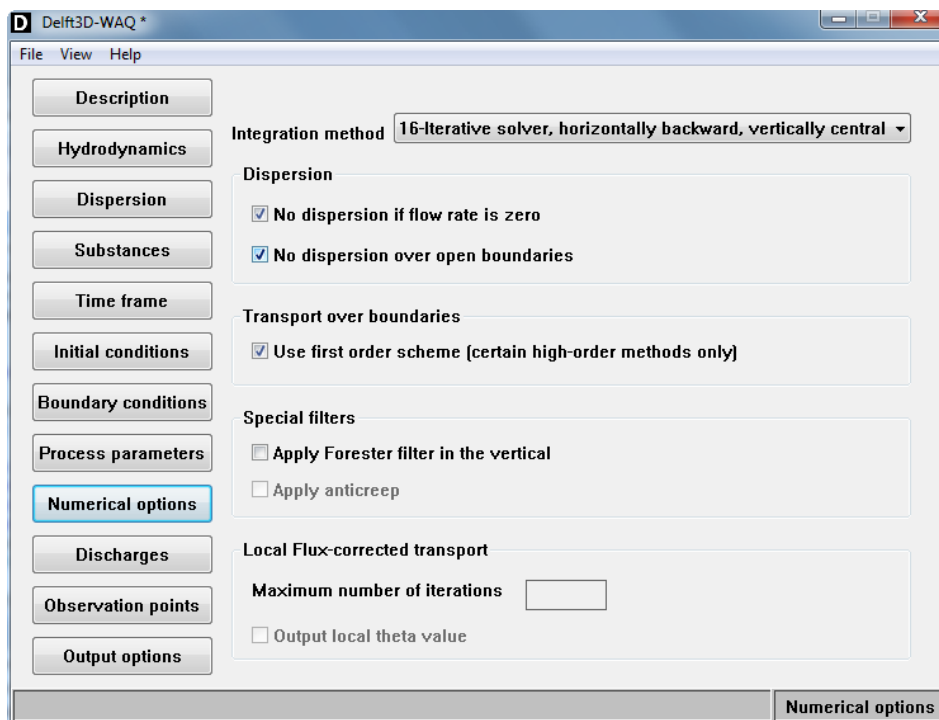 D Delft3D-WAQ *
File View Help
Description
Hydrodynamics
Dispersion
Substances
Time frame
Initial conditions
Boundary conditions
Process parameters
Numerical options
Discharges
Observation points
Output options
Integration method 16-Iterative solver, horizontally backward, vertically central
Dispersion
No dispersion if flow rate is zero
No dispersion over open boundaries
Transport over boundaries
Use first order scheme (certain high-order methods only)
Special filters
Apply Forester filter in the vertical
Apply anticreep
Local Flux-corrected transport
Maximum number of iterations
Output local theta value
Numerical options